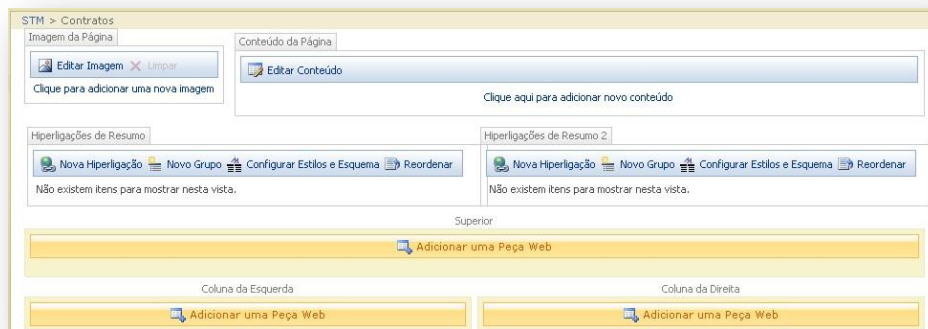 STM > Contratos
Imagem da Página
Conteúdo da Página
Editar Imagem Limpar
Editar Conteúdo
Clique para adicionar uma nova imagem
Clique aqui para adicionar novo conteúdo
Hiperligações de Resumo
Hiperligações de Resumo 2
Nova Hiperligação Novo Grupo Configurar Estilos e Esquema Reordenar
Nova Hiperligação Novo Grupo Configurar Estilos e Esquema Reordenar
Não existem itens para mostrar nesta vista.
Não existem itens para mostrar nesta vista.
Superior
Adicionar uma Peça Web
Coluna da Esquerda
Coluna da Direita
Adicionar uma Peça Web
Adicionar uma Peça Web